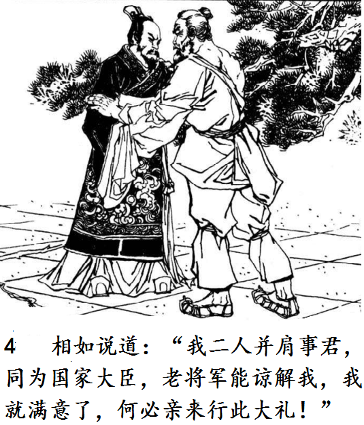 4 相如说道：“我二人并肩事君，
同为国家大臣，老将军能谅解我，我
就满意了，何必亲来行此大礼！”